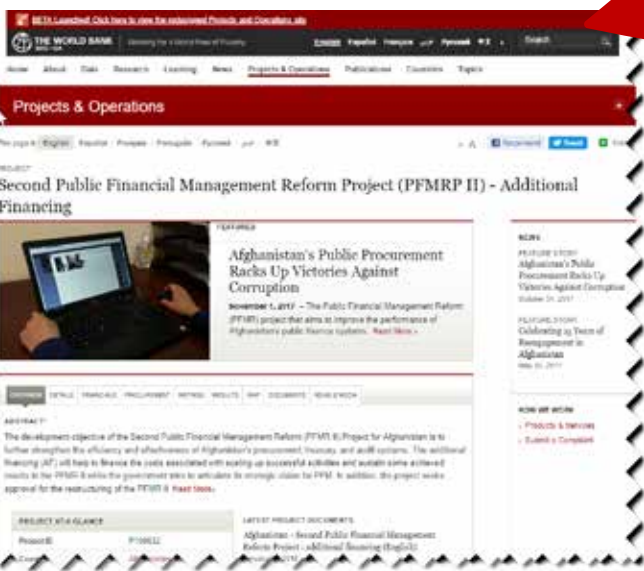 BETA Launched! Click here to view the redesigned Projects and Operations site
THE WORLD BANK
English Español Français عربي Русский 中文 Search
Home About Data Research Learning News Projects & Operations Publications Countries Topics
Projects & Operations
English Español Français Português Русский عربي 中文
PROJECT
Second Public Financial Management Reform Project (PFMRP II) - Additional
Financing
FEATURED
Afghanistan's Public Procurement
Racks Up Victories Against
Corruption
November 1, 2017 – The Public Financial Management Reform
(PFMR) project that aims to improve the performance of
Afghanistan's public finance systems. Read More »
NEWS
FEATURE STORY
Afghanistan's Public
Procurement Racks Up
Victories Against Corruption
October 31, 2017
FEATURE STORY
Celebrating 15 Years of
Reengagement in
Afghanistan
OVERVIEW DETAILS FINANCIALS PROCUREMENT RATINGS RESULTS MAP DOCUMENTS NEWS & MEDIA
ABSTRACT*
The development objective of the Second Public Financial Management Reform (PFMR II) Project for Afghanistan is to
further strengthen the efficiency and effectiveness of Afghanistan's procurement, treasury, and audit systems. The additional
financing (AF) will help to finance the costs associated with scaling up successful activities and sustain some achieved
results in the PFMR II while the government aims to articulate its strategic vision for PFM. In addition, the project seeks
approval for the restructuring of the PFMR II Read More»
HOW WE WORK
Products & Services
Submit a Complaint
PROJECT AT A GLANCE
Project ID
LATEST PROJECT DOCUMENTS
Afghanistan - Second Public Financial Management
Reform Project : additional financing (English)